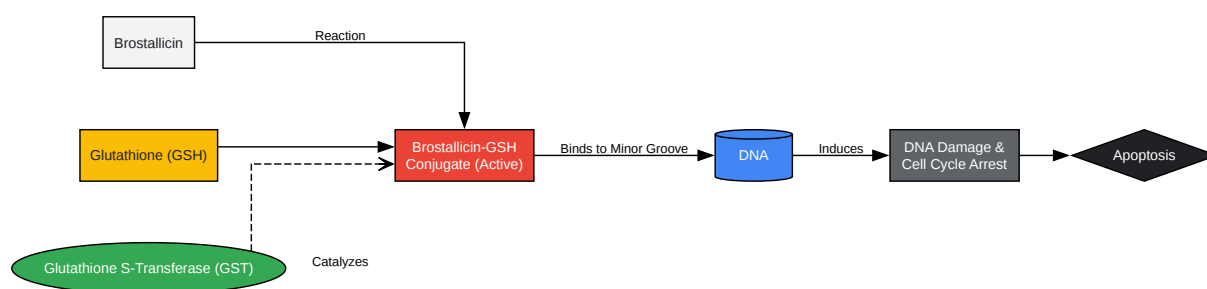 Brostallicin
Reaction
Glutathione (GSH)
Brostallicin-GSH
Conjugate (Active)
Binds to Minor Groove
DNA
Induces
DNA Damage &
Cell Cycle Arrest
Apoptosis
Glutathione S-Transferase (GST)
Catalyzes